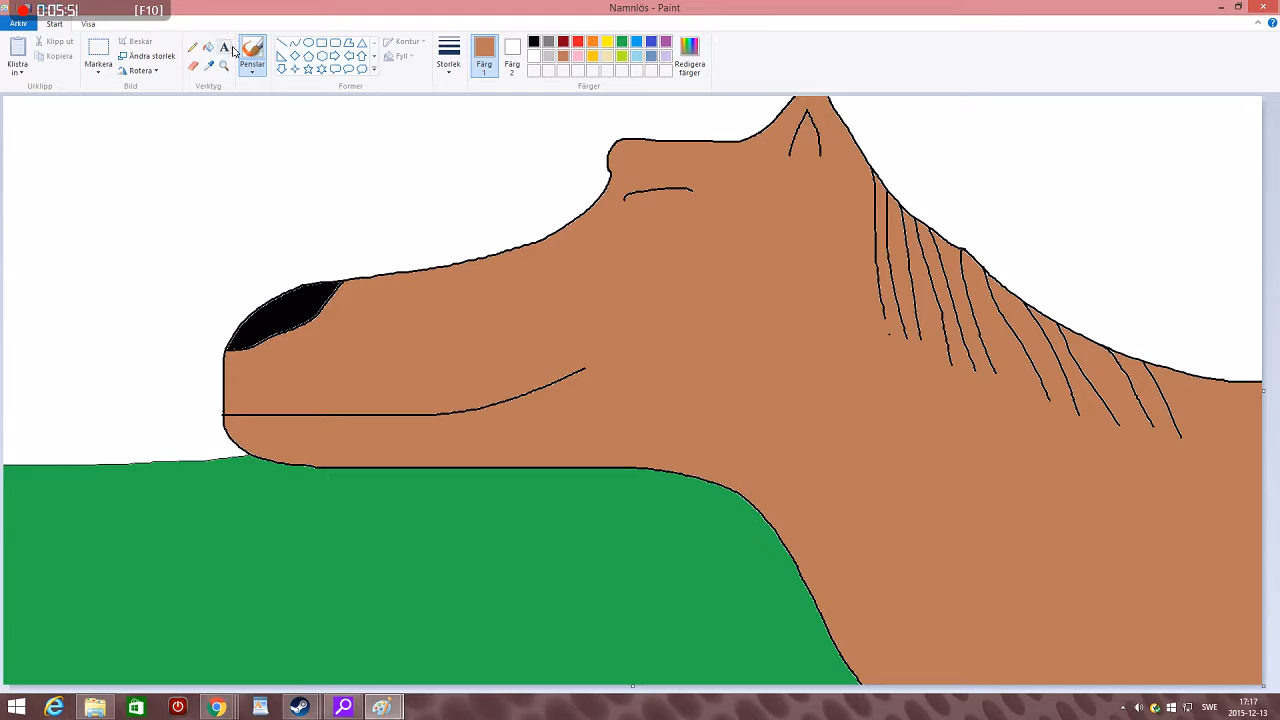 0:05:51 [F10]
Namnlös - Paint
Arkiv Start Visa
Klistra in
Klipp ut
Kopiera
Urklipp
Markera
Beskär
Ändra storlek
Rotera
Bild
A
Verktyg
Penslar
Former
Kontur
Fyll
Storlek
Färg 1
Färg 2
Redigera färger
Färger
SWE
17:17
2015-12-13